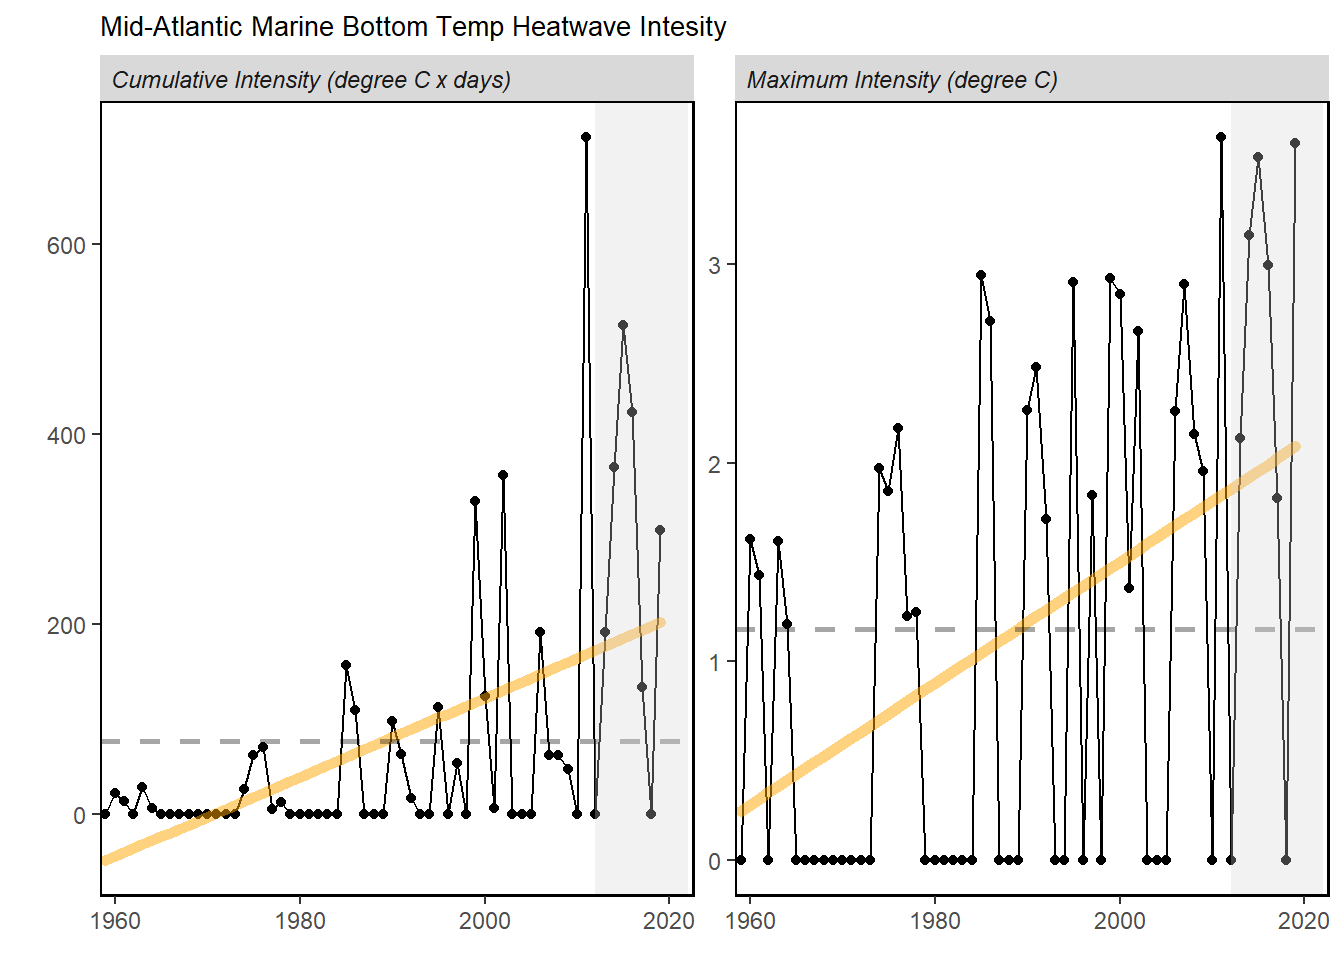 Mid-Atlantic Marine Bottom Temp Heatwave Intesity
Cumulative Intensity (degree C x days)
Maximum Intensity (degree C)
600
400
200
0
3
2
1
0
1960 1980 2000 2020
1960 1980 2000 2020